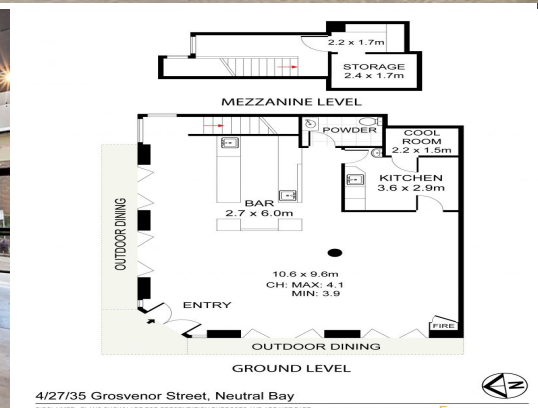 2.2 x 1.7m
STORAGE
2.4 x 1.7m
MEZZANINE LEVEL
POWDER
COOL
ROOM
2.2 x 1.5m
KITCHEN
3.6 x 2.9m
BAR
2.7 x 6.0m
OUTDOOR DINING
10.6 x 9.6m
CH: MAX: 4.1
MIN: 3.9
ENTRY
FIRE
OUTDOOR DINING
GROUND LEVEL
N
4/27/35 Grosvenor Street, Neutral Bay